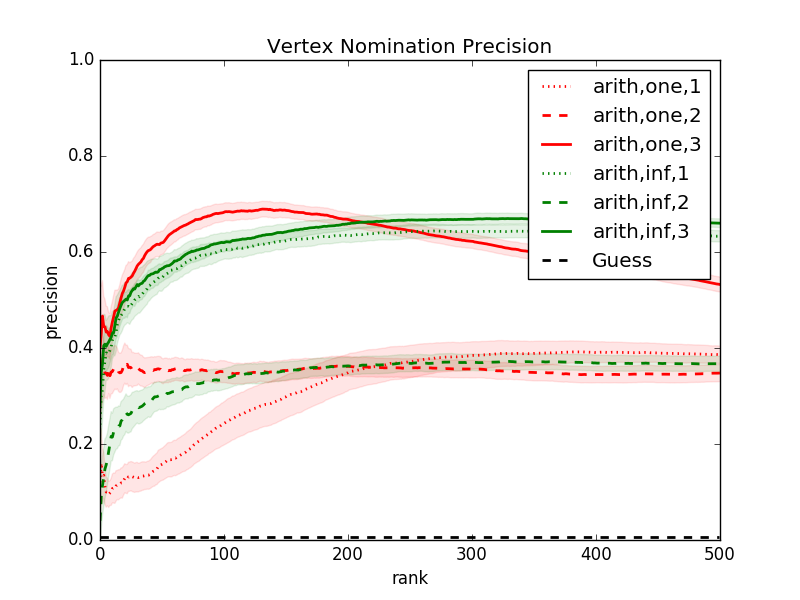 Vertex Nomination Precision
1.0
0.8
0.6
0.4
0.2
0.0
precision
arith,one,1
arith,one,2
arith,one,3
arith,inf,1
arith,inf,2
arith,inf,3
Guess
0 100 200 300 400 500
rank